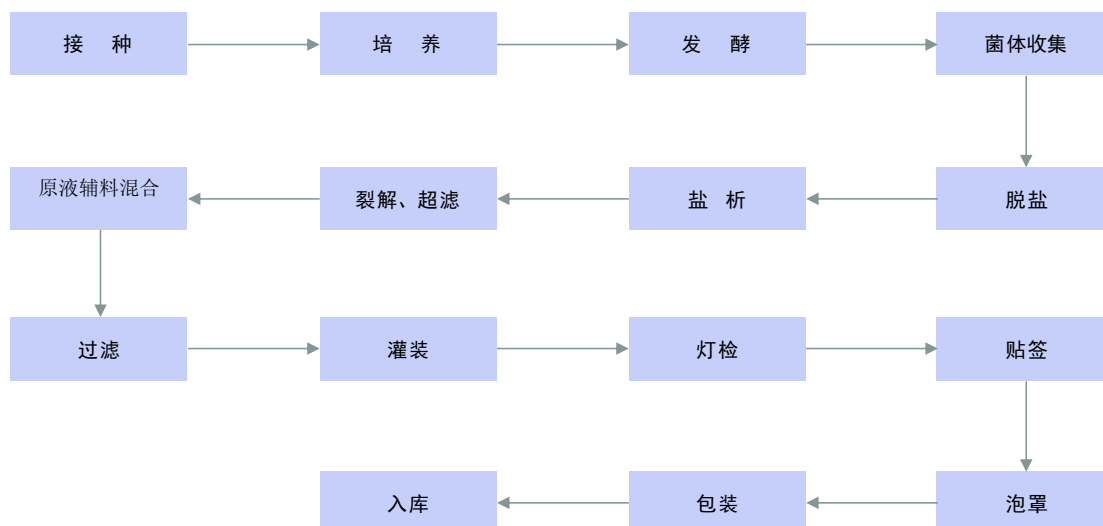 接 种
培 养
发 酵
菌体收集
脱盐
盐 析
裂解、超滤
原液辅料混合
过滤
灌装
灯检
贴签
泡罩
包装
入库